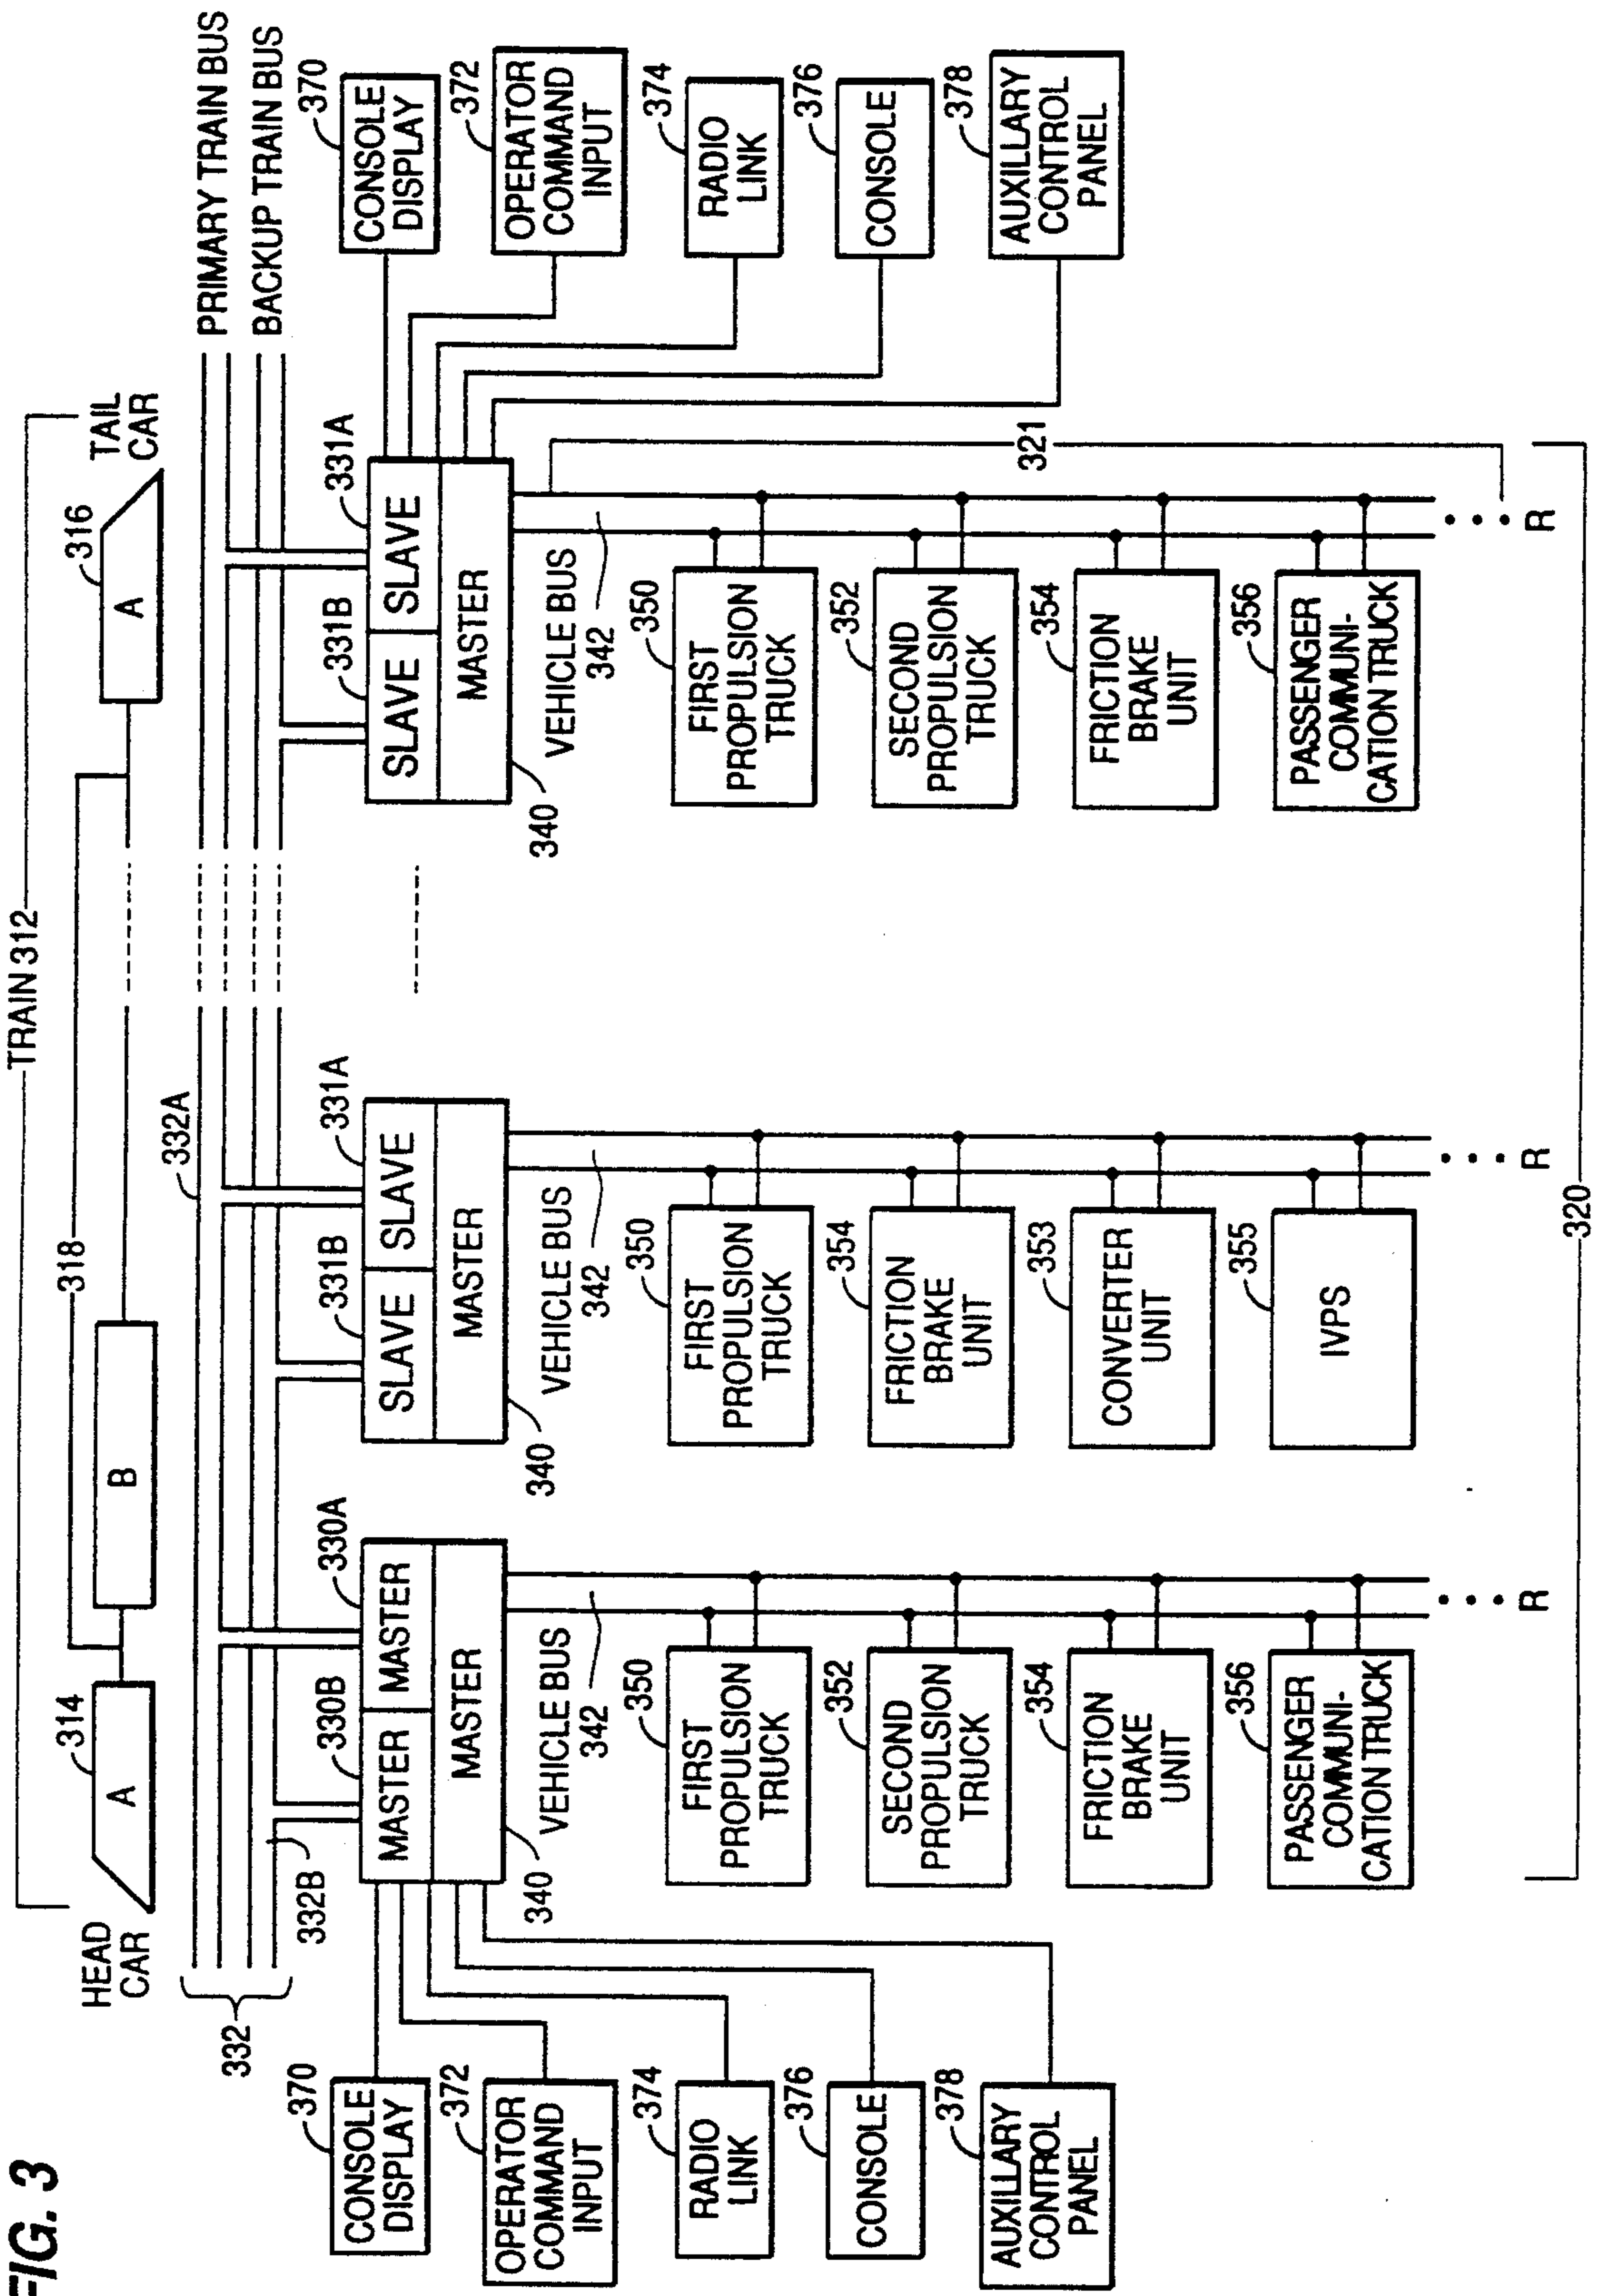 FIG. 3
TRAIN 312
318
HEAD
CAR
314
A
B
316
A
TAIL
CAR
332
332A
332B
PRIMARY TRAIN BUS
BACKUP TRAIN BUS
370
CONSOLE
DISPLAY
372
OPERATOR
COMMAND
INPUT
374
RADIO
LINK
376
CONSOLE
378
AUXILLARY
CONTROL
PANEL
330B
330A
MASTER
MASTER
MASTER
340
VEHICLE BUS
342
350
FIRST
PROPULSION
TRUCK
352
SECOND
PROPULSION
TRUCK
354
FRICTION
BRAKE
UNIT
356
PASSENGER
COMMUNI-
CATION TRUCK
R
331B
331A
SLAVE
SLAVE
MASTER
340
VEHICLE BUS
342
350
FIRST
PROPULSION
TRUCK
354
FRICTION
BRAKE
UNIT
353
CONVERTER
UNIT
355
IVPS
R
331B
331A
SLAVE
SLAVE
MASTER
340
VEHICLE BUS
342
321
350
FIRST
PROPULSION
TRUCK
352
SECOND
PROPULSION
TRUCK
354
FRICTION
BRAKE
UNIT
356
PASSENGER
COMMUNI-
CATION TRUCK
R
370
CONSOLE
DISPLAY
372
OPERATOR
COMMAND
INPUT
374
RADIO
LINK
376
CONSOLE
378
AUXILLARY
CONTROL
PANEL
320